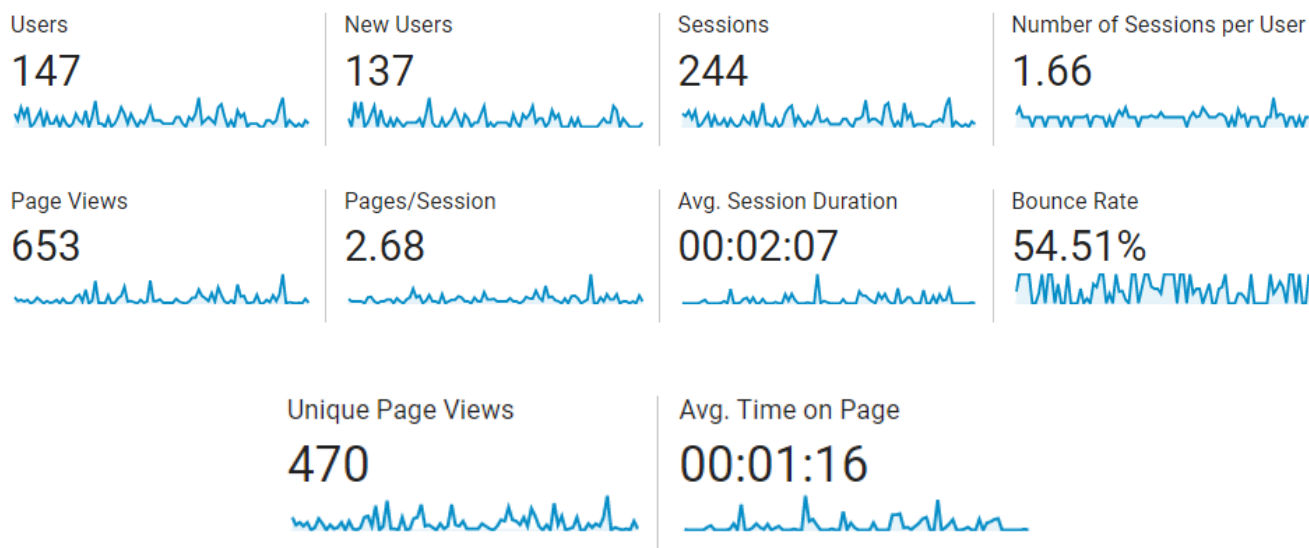 Users
147
New Users
137
Sessions
244
Number of Sessions per User
1.66
Page Views
653
Pages/Session
2.68
Avg. Session Duration
00:02:07
Bounce Rate
54.51%
Unique Page Views
470
Avg. Time on Page
00:01:16